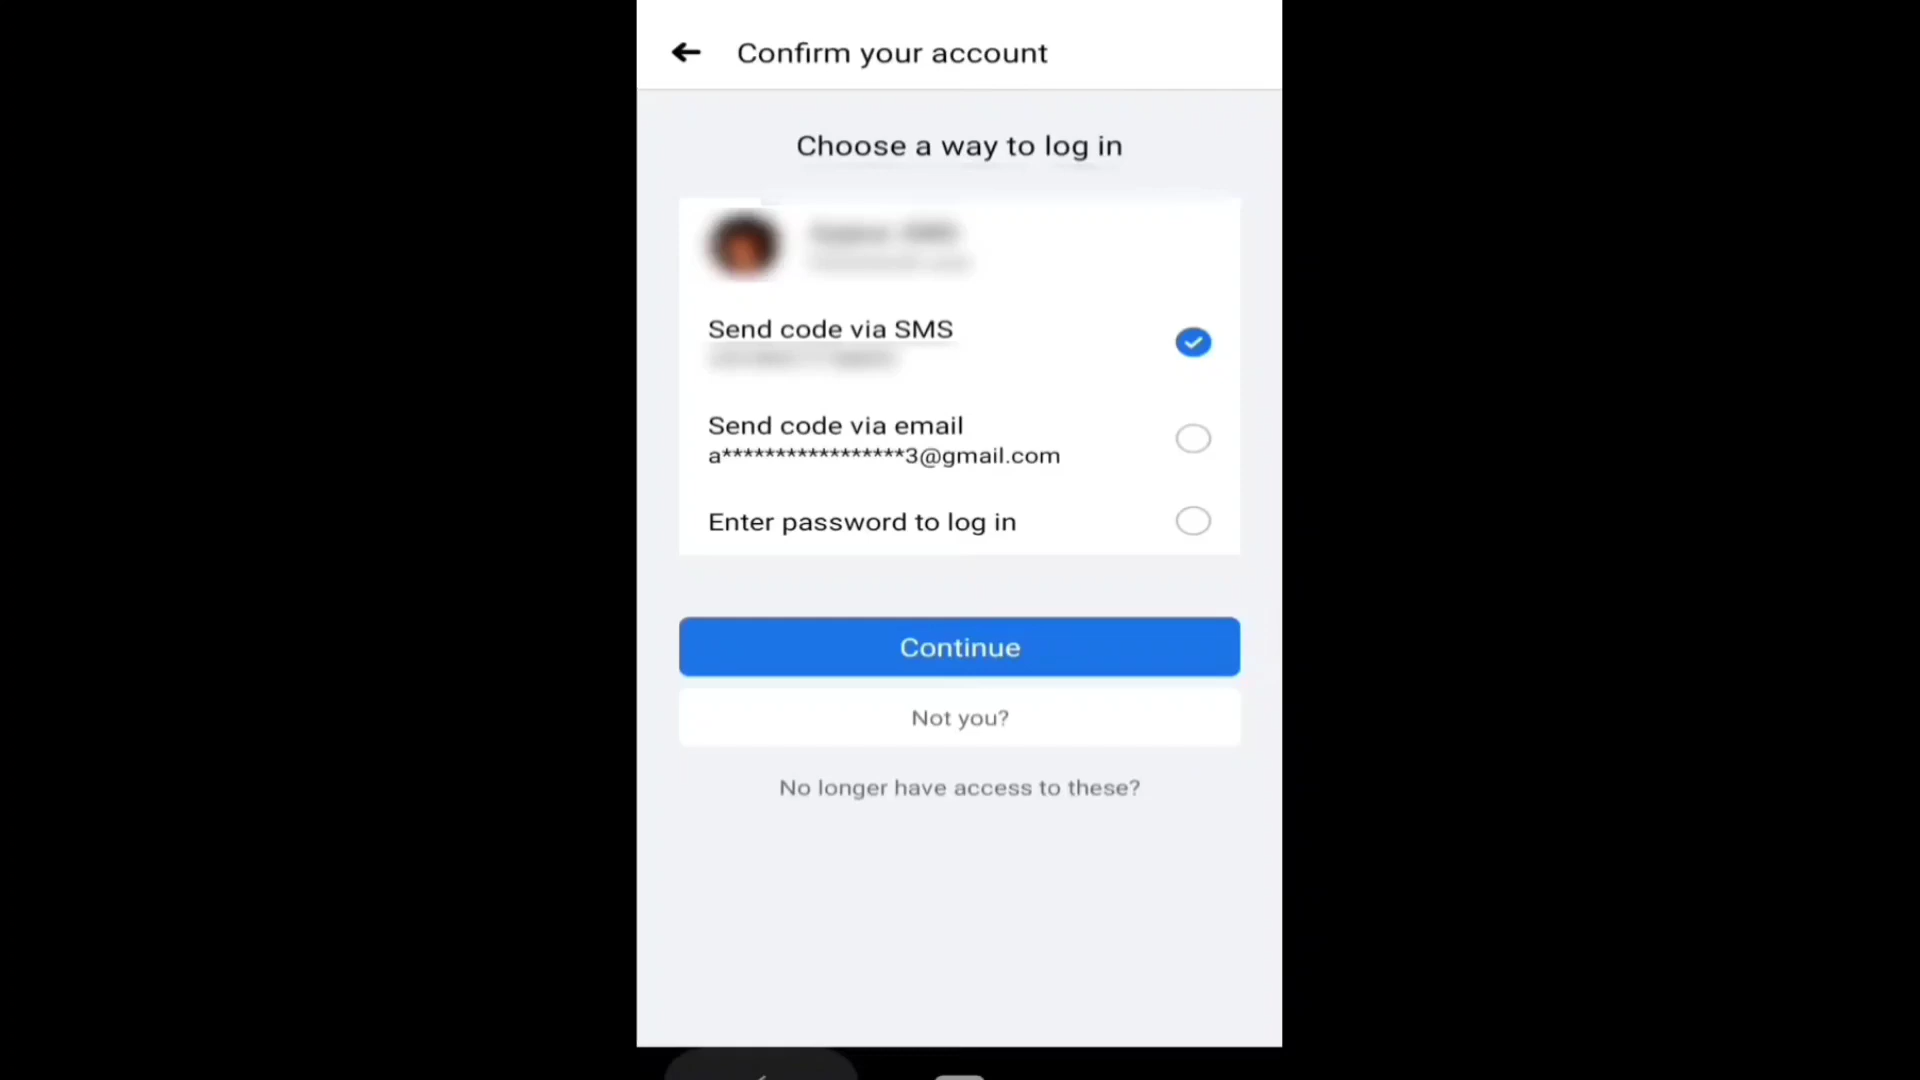 Confirm your account
Choose a way to log in
Send code via SMS
Send code via email
a*****************3@gmail.com
Enter password to log in
Continue
Not you?
No longer have access to these?